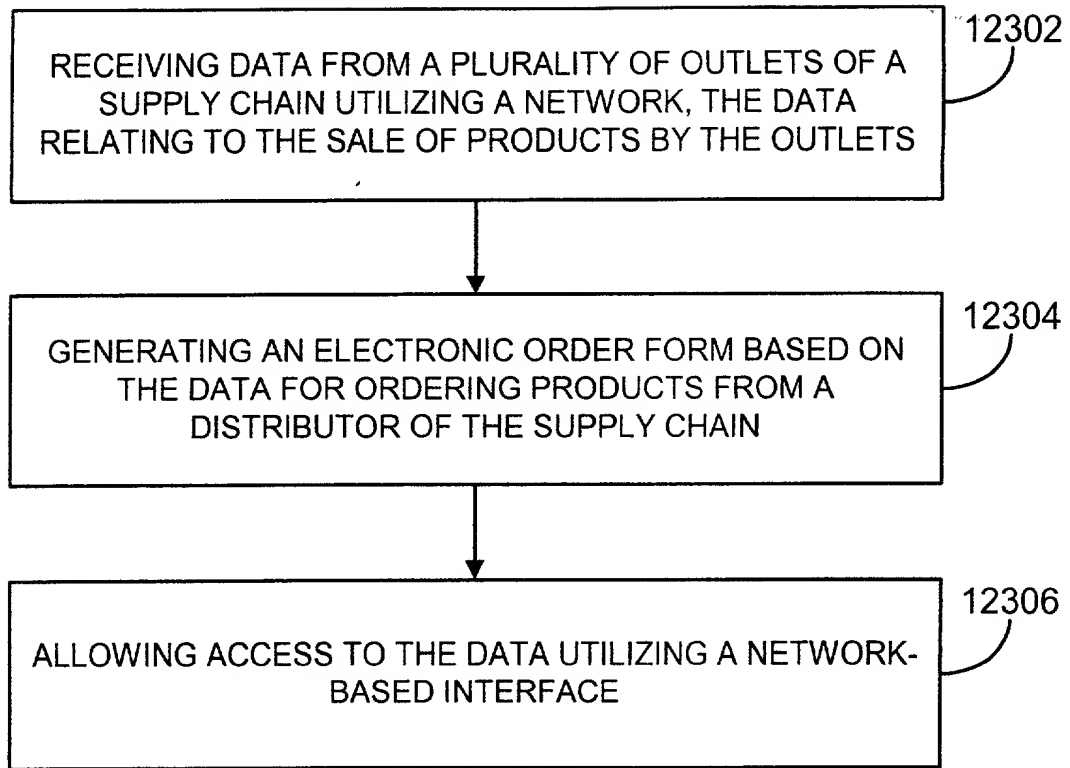 12302
RECEIVING DATA FROM A PLURALITY OF OUTLETS OF A
SUPPLY CHAIN UTILIZING A NETWORK, THE DATA
RELATING TO THE SALE OF PRODUCTS BY THE OUTLETS
12304
GENERATING AN ELECTRONIC ORDER FORM BASED ON
THE DATA FOR ORDERING PRODUCTS FROM A
DISTRIBUTOR OF THE SUPPLY CHAIN
12306
ALLOWING ACCESS TO THE DATA UTILIZING A NETWORK-
BASED INTERFACE